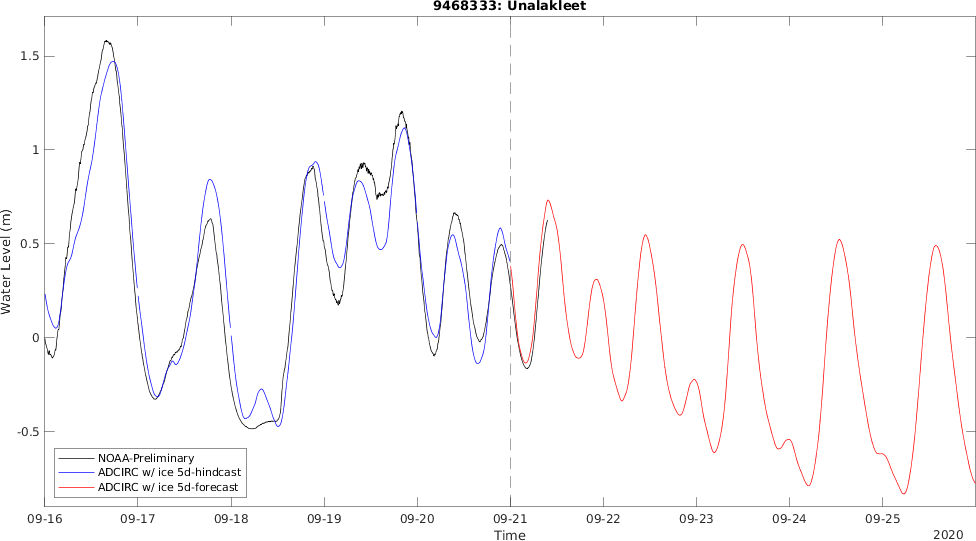 9468333: Unalakleet
Water Level (m)
1.5
1
0.5
0
-0.5
NOAA-Preliminary
ADCIRC w/ ice 5d-hindcast
ADCIRC w/ ice 5d-forecast
09-16 09-17 09-18 09-19 09-20 09-21 09-22 09-23 09-24 09-25
Time
2020